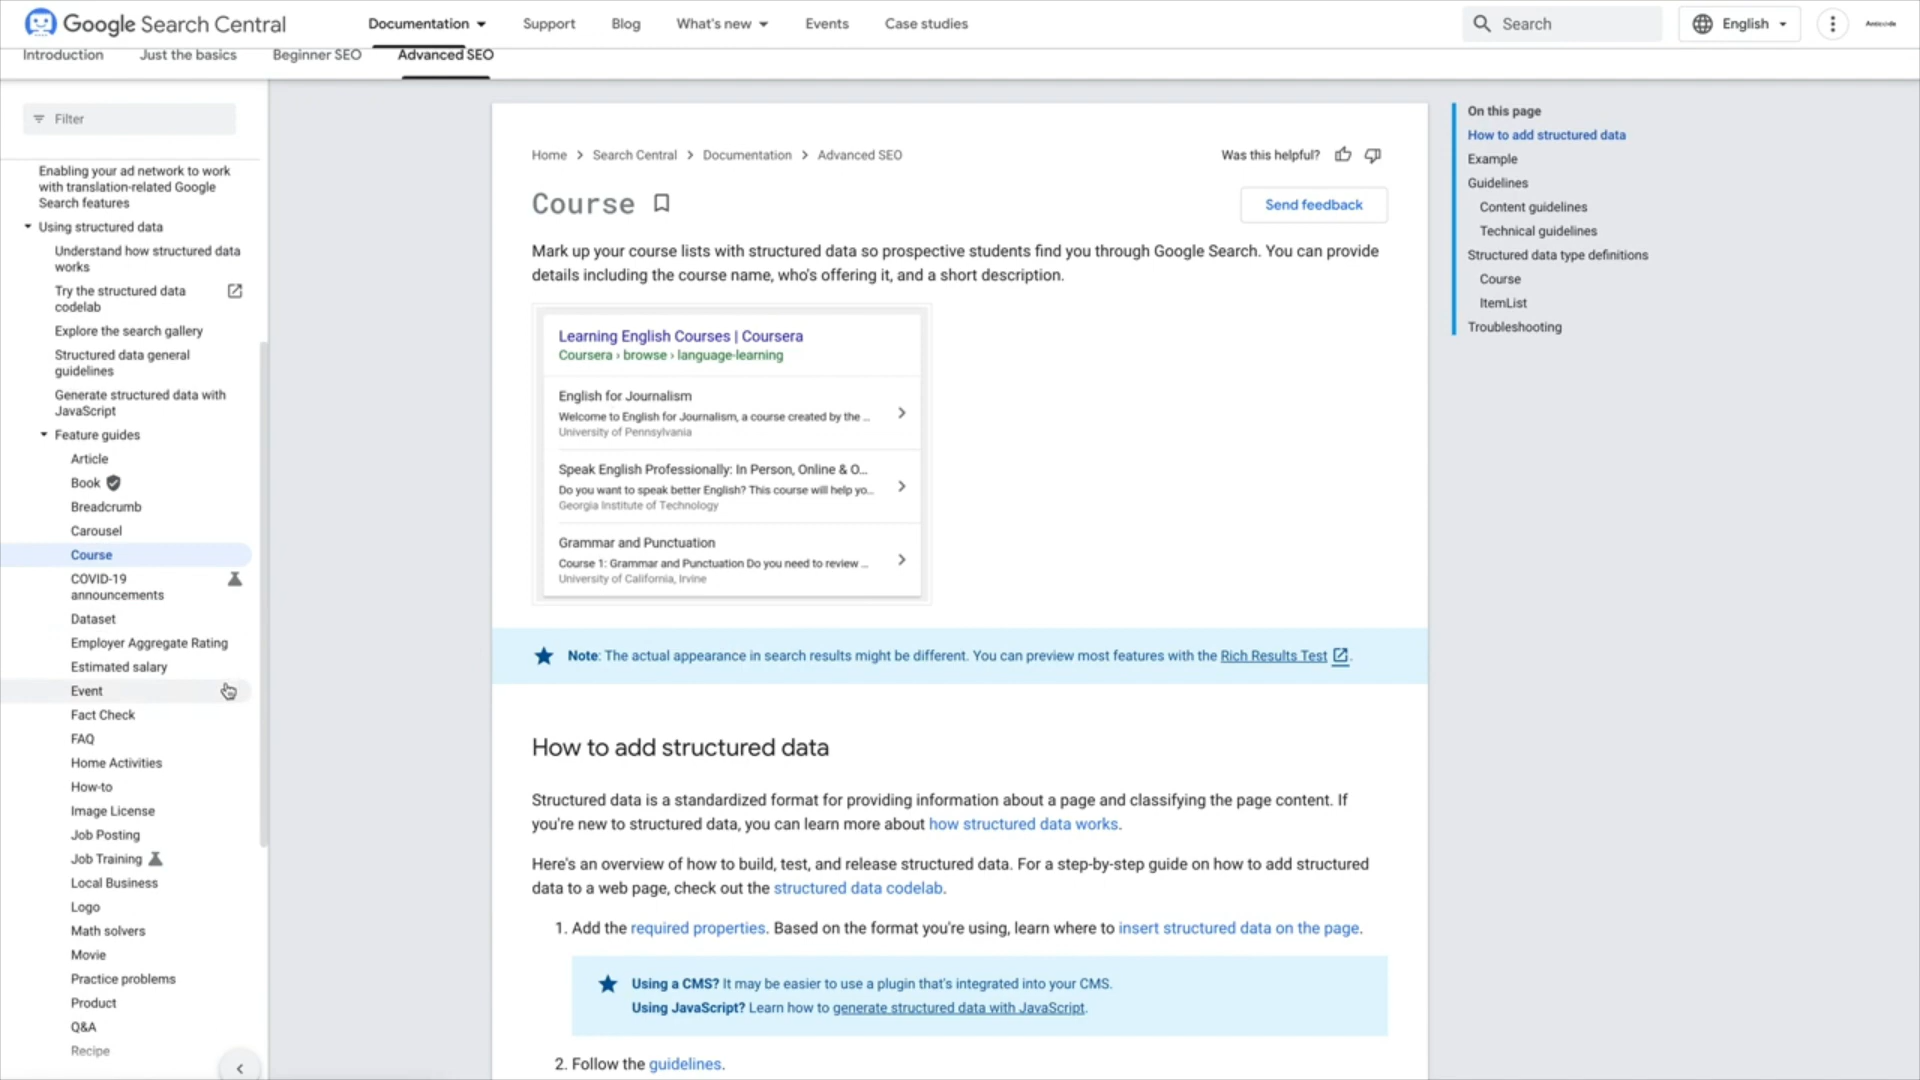 Google Search Central
Documentation
Support
Blog
What's new
Events
Case studies
Search
English
Introduction
Just the basics
Beginner SEO
Advanced SEO
Filter
Enabling your ad network to work
with translation-related Google
Search features
Using structured data
Understand how structured data
works
Try the structured data
codelab
Explore the search gallery
Structured data general
guidelines
Generate structured data with
JavaScript
Feature guides
Article
Book
Breadcrumb
Carousel
Course
COVID-19
announcements
Dataset
Employer Aggregate Rating
Estimated salary
Event
Fact Check
FAQ
Home Activities
How-to
Image License
Job Posting
Job Training
Local Business
Logo
Math solvers
Movie
Practice problems
Product
Q&A
Recipe
Home > Search Central > Documentation > Advanced SEO
Was this helpful?
Course
Send feedback
Mark up your course lists with structured data so prospective students find you through Google Search. You can provide
details including the course name, who's offering it, and a short description.
Learning English Courses | Coursera
Coursera › browse › language-learning
English for Journalism
Welcome to English for Journalism, a course created by the ...
University of Pennsylvania
Speak English Professionally: In Person, Online & O...
Do you want to speak better English? This course will help yo...
Georgia Institute of Technology
Grammar and Punctuation
Course 1: Grammar and Punctuation Do you need to review ...
University of California, Irvine
Note: The actual appearance in search results might be different. You can preview most features with the Rich Results Test.
How to add structured data
Structured data is a standardized format for providing information about a page and classifying the page content. If
you're new to structured data, you can learn more about how structured data works.
Here's an overview of how to build, test, and release structured data. For a step-by-step guide on how to add structured
data to a web page, check out the structured data codelab.
1. Add the required properties. Based on the format you're using, learn where to insert structured data on the page.
Using a CMS? It may be easier to use a plugin that's integrated into your CMS.
Using JavaScript? Learn how to generate structured data with JavaScript.
2. Follow the guidelines.
On this page
How to add structured data
Example
Guidelines
Content guidelines
Technical guidelines
Structured data type definitions
Course
ItemList
Troubleshooting